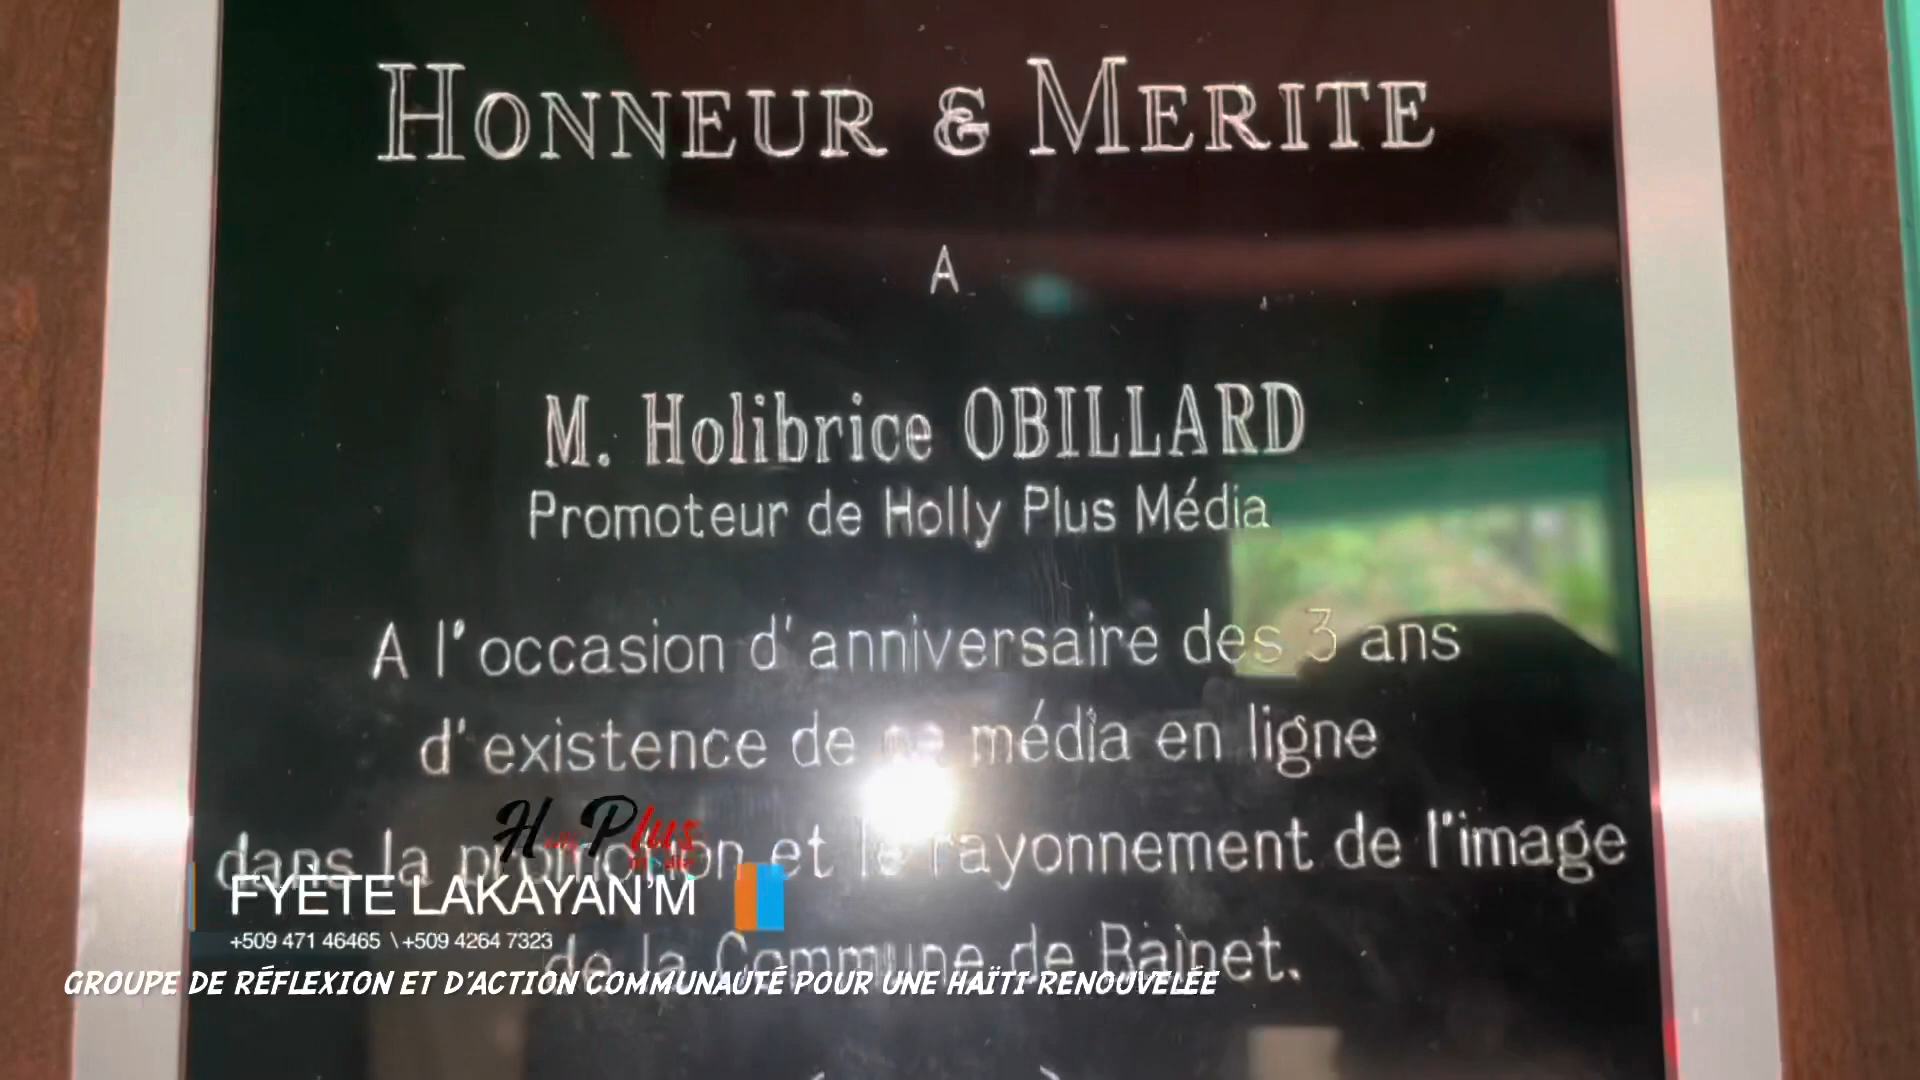 HONNEUR & MERITE
A
M. Holibrice OBILLARD
Promoteur de Holly Plus Média
A l'occasion d'anniversaire des 3 ans
d'existence de média en ligne
dans la promotion et le rayonnement de l'image
Plus
FYÈTE LAKAYAN'M
+509 471 46465 \ +509 4264 7323
de la Commune de Bainet.
GROUPE DE RÉFLEXION ET D'ACTION COMMUNAUTÉ POUR UNE HAÏTI RENOUVELÉE